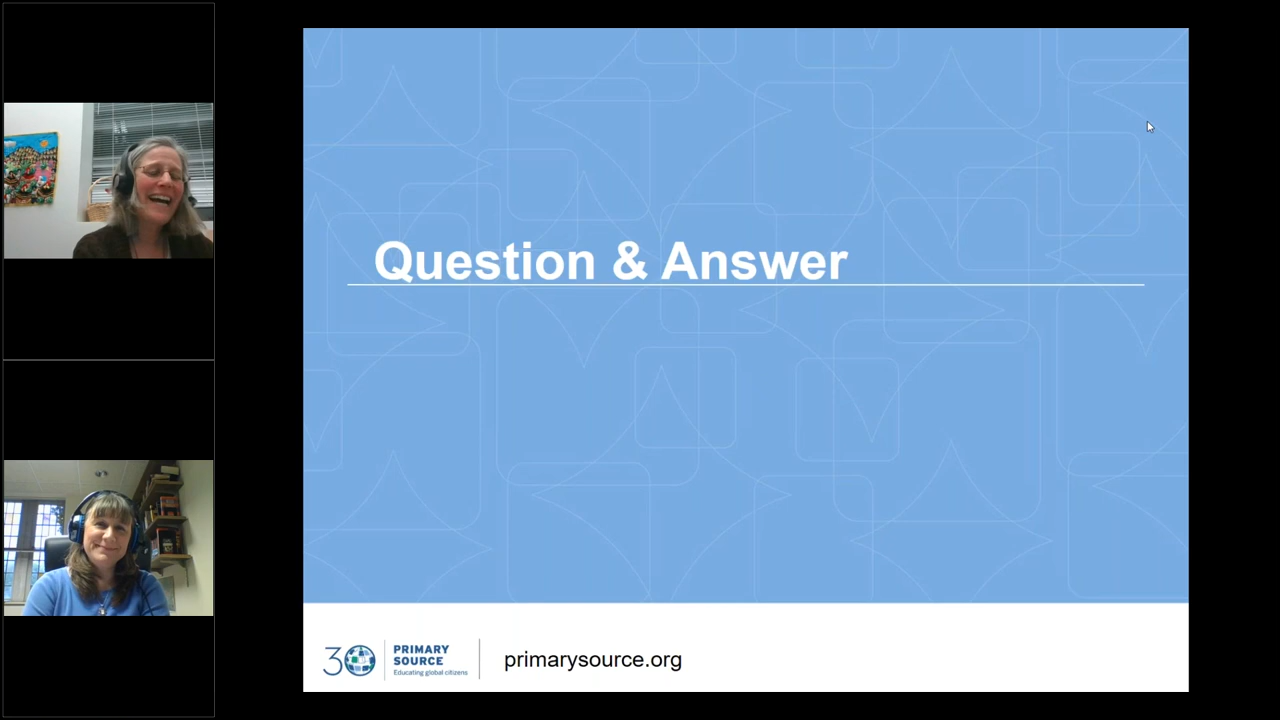 Question & Answer
30
PRIMARY
SOURCE
Educating global citizens
primarysource.org